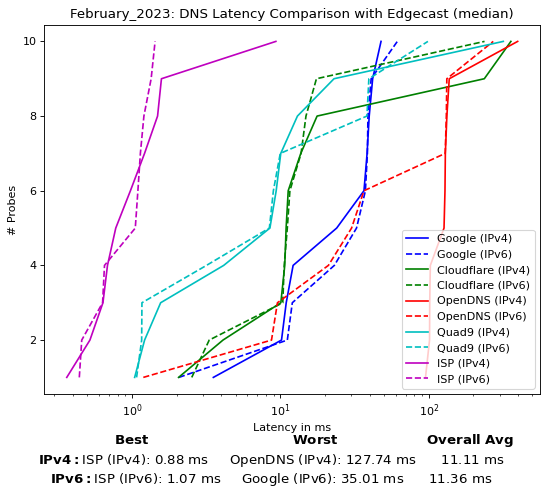 February_2023: DNS Latency Comparison with Edgecast (median)
10
8
6
4
2
# Probes
Google (IPv4)
Google (IPv6)
Cloudflare (IPv4)
Cloudflare (IPv6)
OpenDNS (IPv4)
OpenDNS (IPv6)
Quad9 (IPv4)
Quad9 (IPv6)
ISP (IPv4)
ISP (IPv6)
10⁰ 10¹ 10²
Latency in ms
Best Worst Overall Avg
IPv4: ISP (IPv4): 0.88 ms OpenDNS (IPv4): 127.74 ms 11.11 ms
IPv6: ISP (IPv6): 1.07 ms Google (IPv6): 35.01 ms 11.36 ms